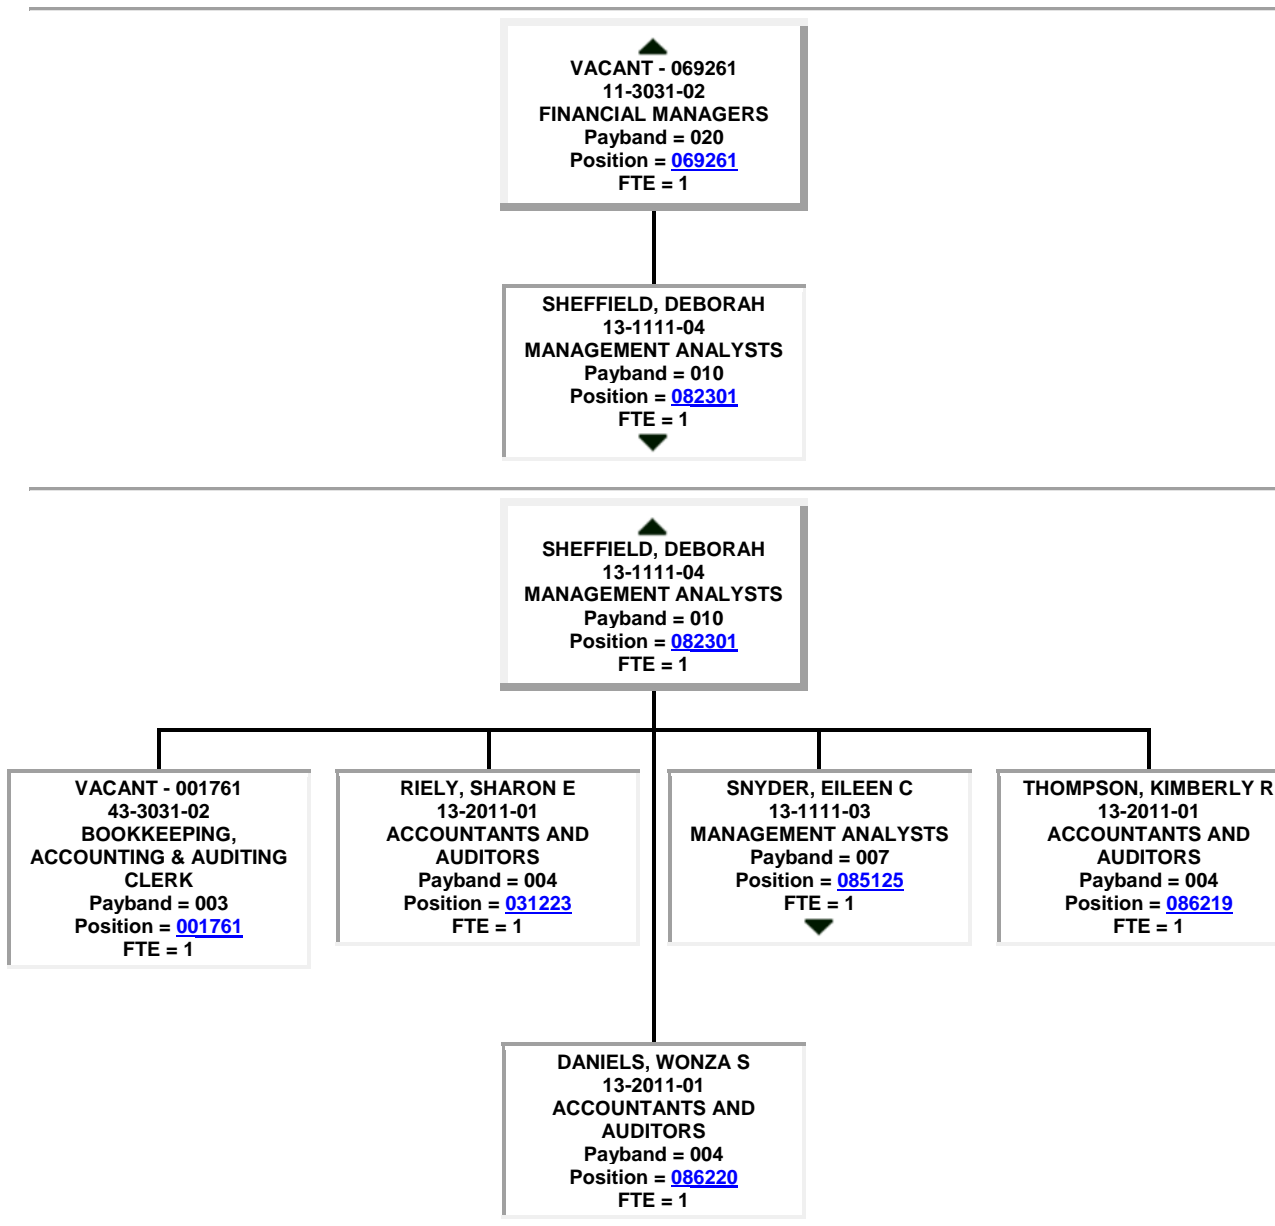 VACANT - 069261
11-3031-02
FINANCIAL MANAGERS
Payband = 020
Position = 069261
FTE = 1
SHEFFIELD, DEBORAH
13-1111-04
MANAGEMENT ANALYSTS
Payband = 010
Position = 082301
FTE = 1
SHEFFIELD, DEBORAH
13-1111-04
MANAGEMENT ANALYSTS
Payband = 010
Position = 082301
FTE = 1
VACANT - 001761
43-3031-02
BOOKKEEPING,
ACCOUNTING & AUDITING
CLERK
Payband = 003
Position = 001761
FTE = 1
RIELY, SHARON E
13-2011-01
ACCOUNTANTS AND
AUDITORS
Payband = 004
Position = 031223
FTE = 1
SNYDER, EILEEN C
13-1111-03
MANAGEMENT ANALYSTS
Payband = 007
Position = 085125
FTE = 1
THOMPSON, KIMBERLY R
13-2011-01
ACCOUNTANTS AND
AUDITORS
Payband = 004
Position = 086219
FTE = 1
DANIELS, WONZA S
13-2011-01
ACCOUNTANTS AND
AUDITORS
Payband = 004
Position = 086220
FTE = 1